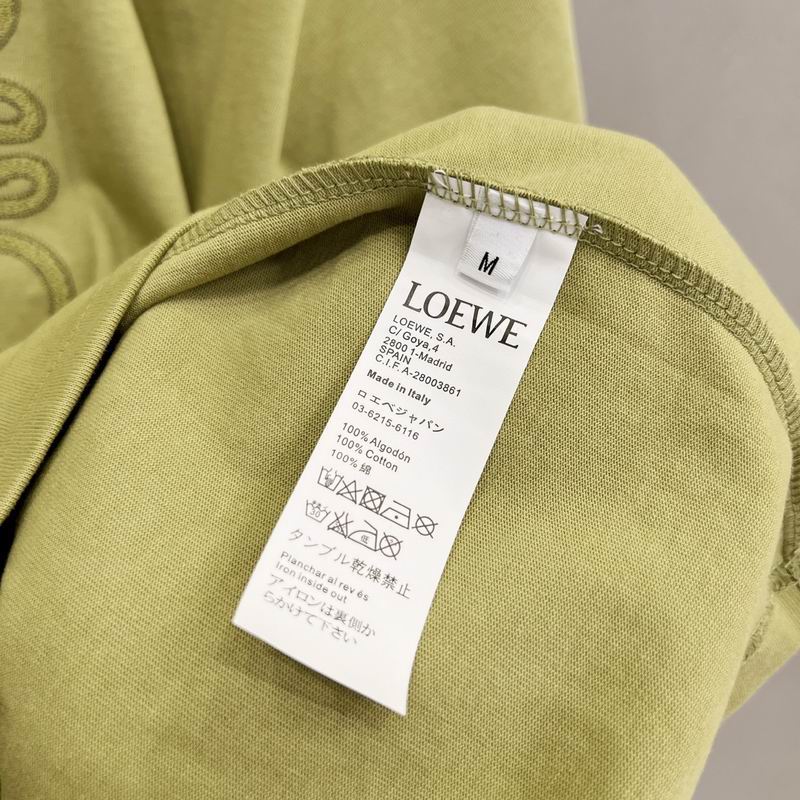 M
LOEWE
LOEWE, S.A.
C/ Goya,4
2800 1-Madrid
SPAIN
C.I.F. A-28003861
Made in Italy
ロエベジャパン
03-6215-6116
100% Algodón
100% Cotton
100% 綿
タンブル乾燥禁止
Planchar al rev és
Iron inside out
アイロンは裏側か
らかけて下さい